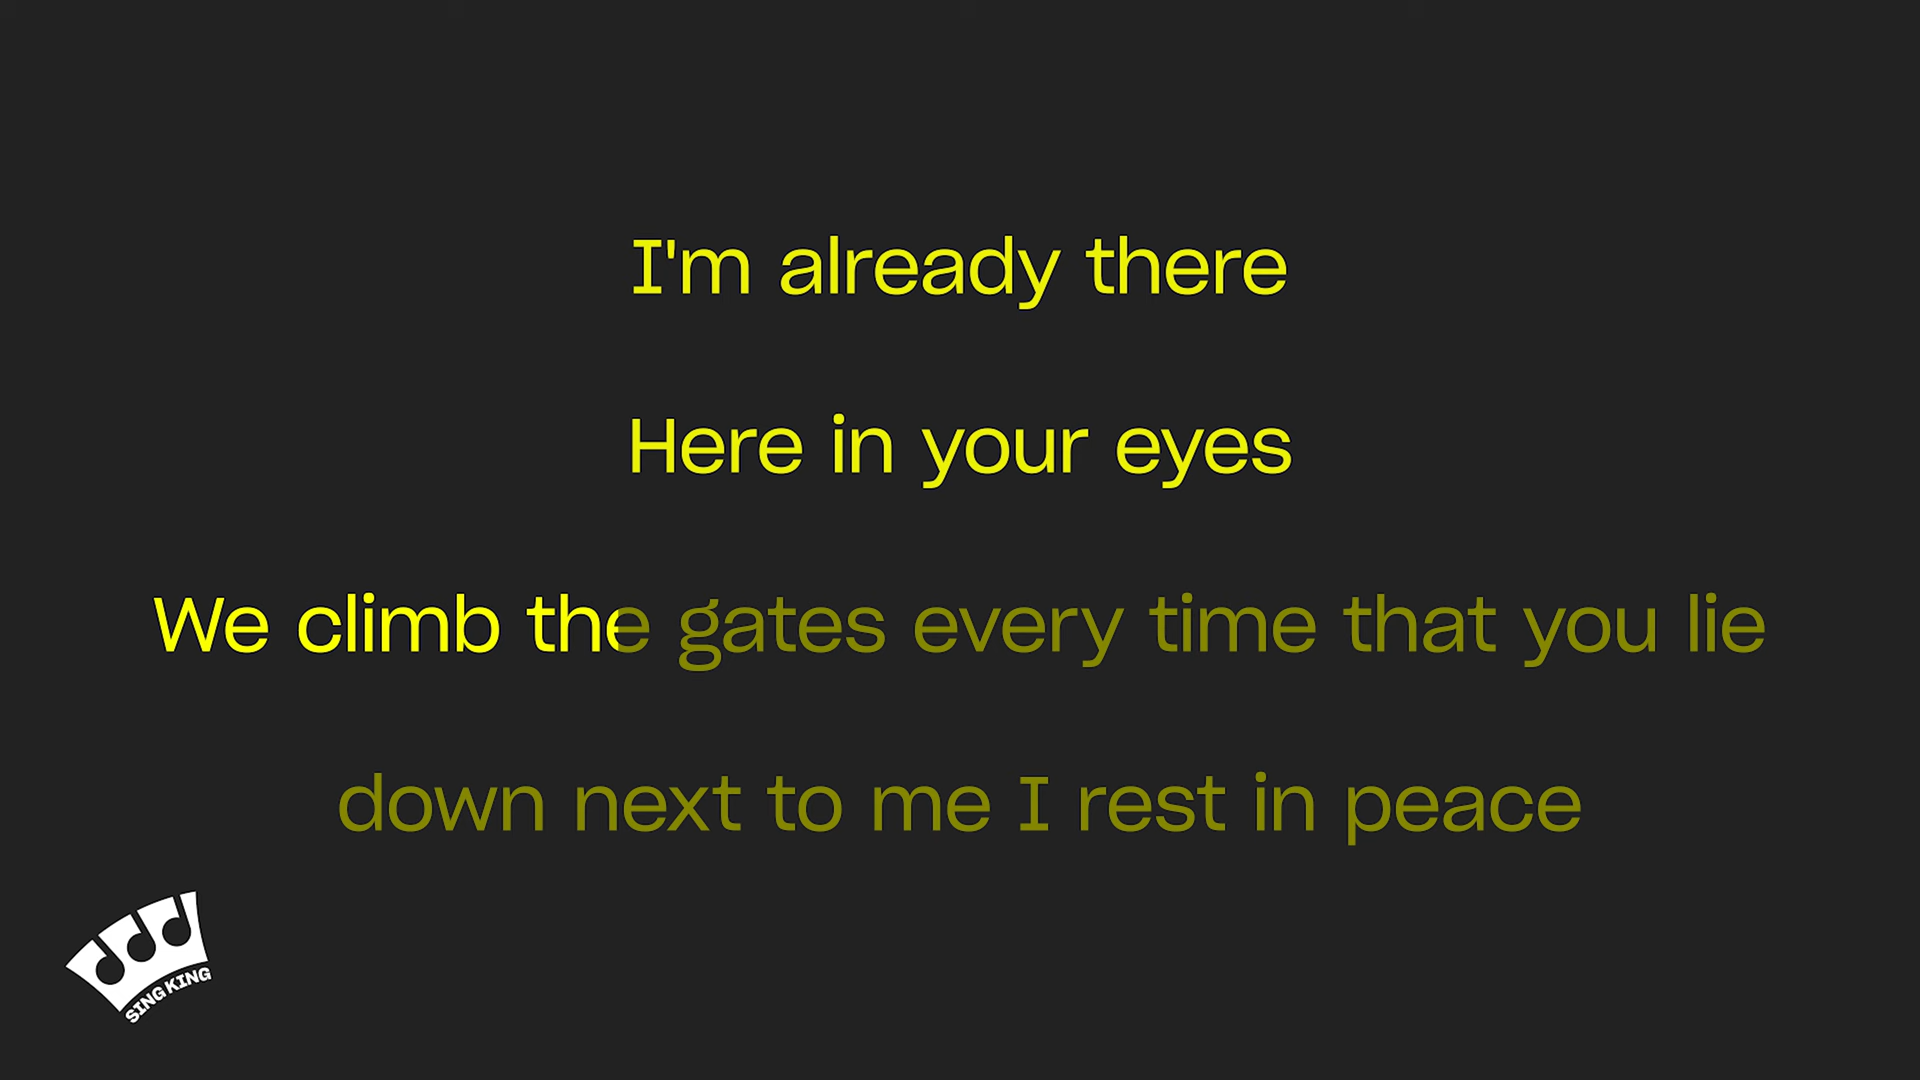 I'm already there
Here in your eyes
We climb the gates every time that you lie
down next to me I rest in peace
SING KING